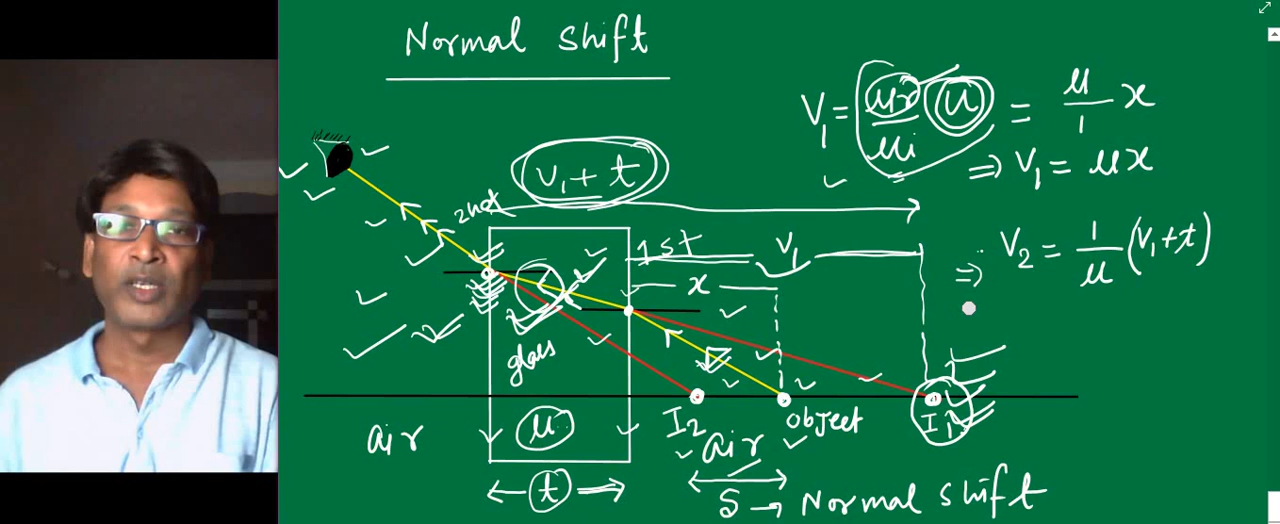 Normal shift
V₁ = μr/μi (u) = μ/1 x
⇒ V₁ = μx
V₁ + t
2nd
1st
V₁
x
⇒ V₂ = 1/μ (V₁+t)
glass
I₂
object
I₁
air
μ
air
t
S → Normal shift